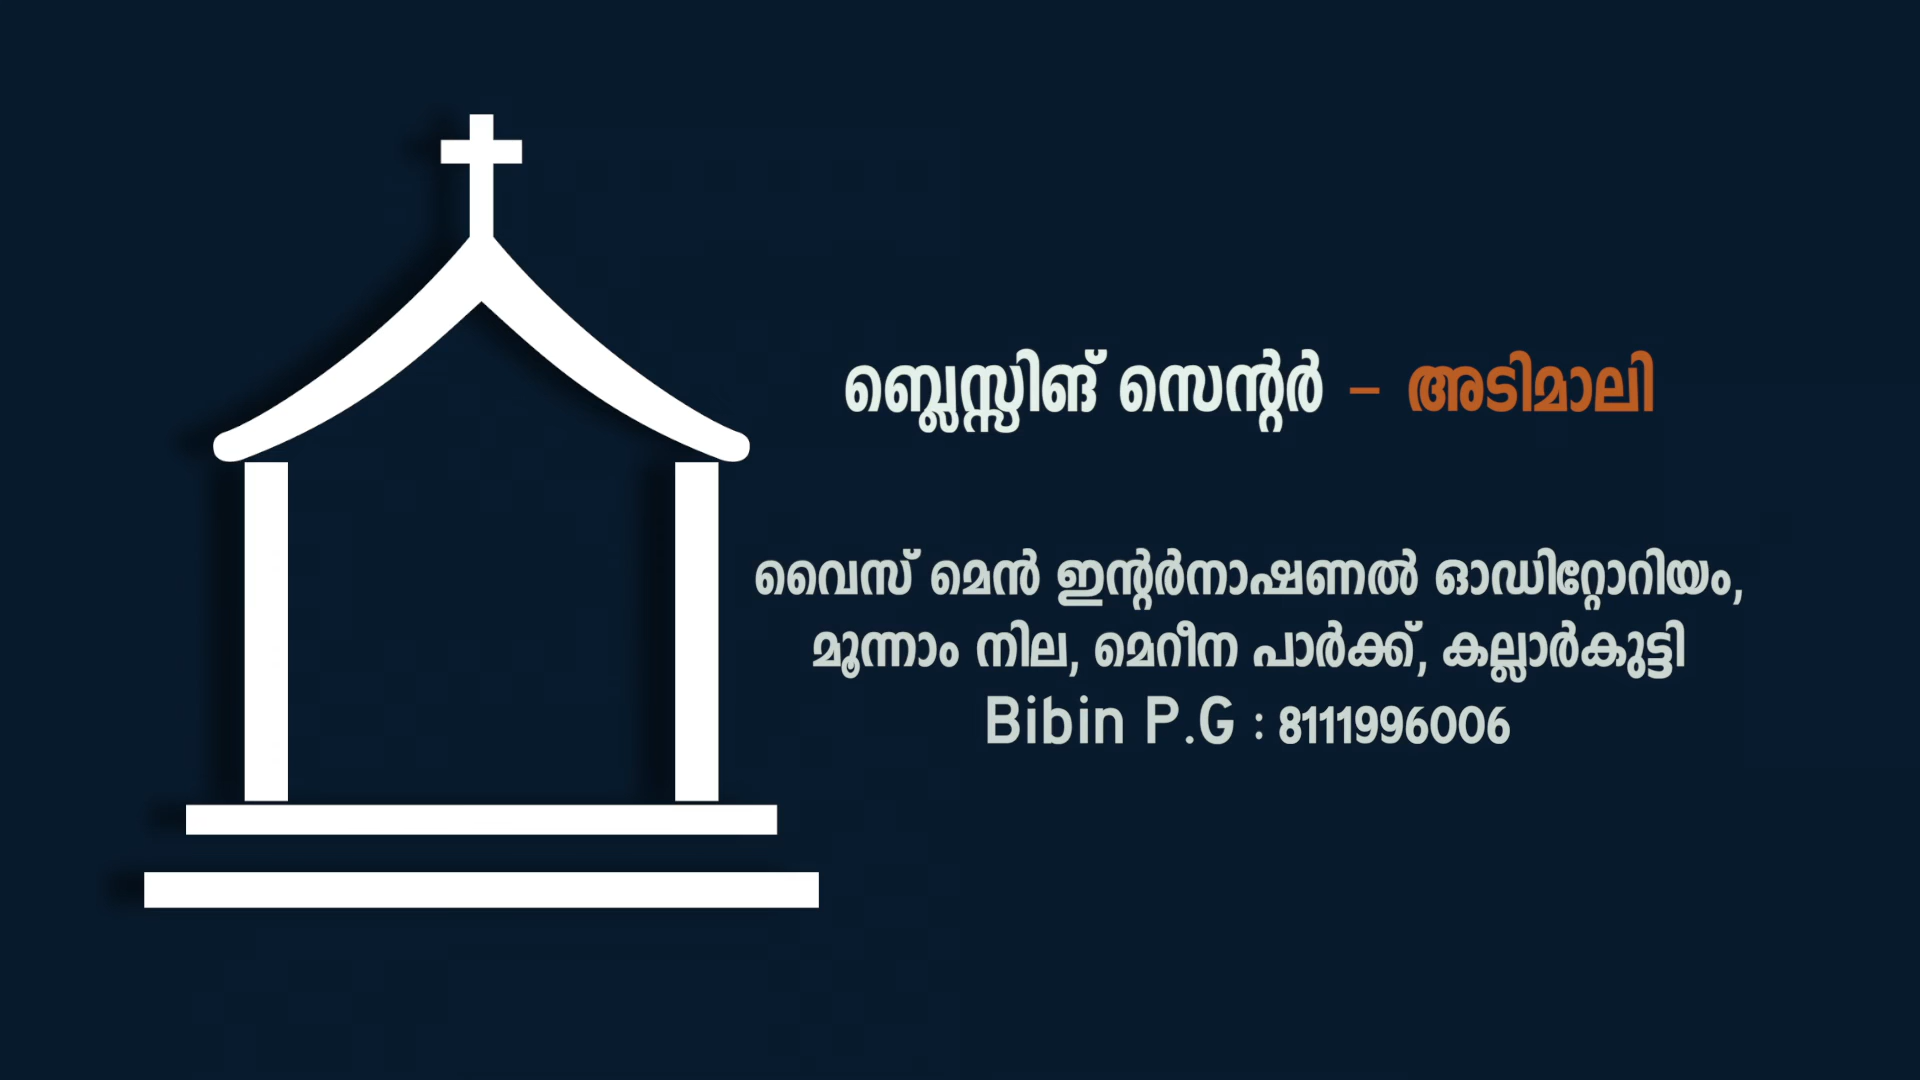 ബ്ലെസ്സിങ് സെന്റർ – അടിമാലി
വൈസ് മെൻ ഇന്റർനാഷണൽ ഓഡിറ്റോറിയം,
മൂന്നാം നില, മെറീന പാർക്ക്, കല്ലാർകുട്ടി
Bibin P.G : 8111996006